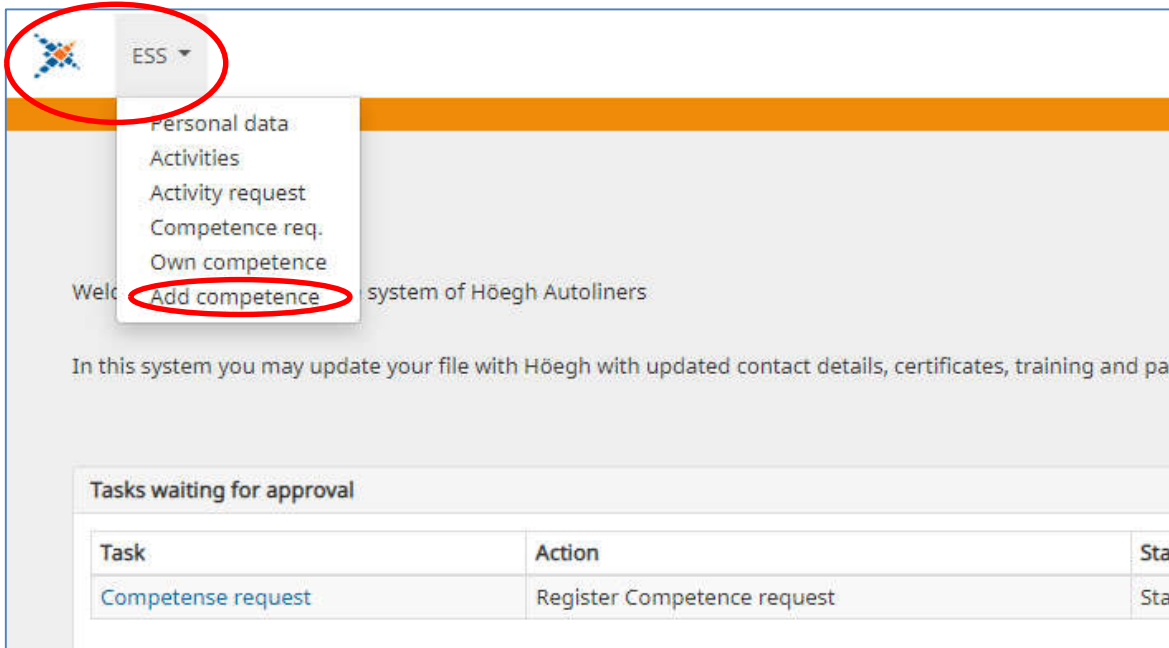 ESS
Personal data
Activities
Activity request
Competence req.
Own competence
Add competence
Welc system of Höegh Autoliners
In this system you may update your file with Höegh with updated contact details, certificates, training and pa
Tasks waiting for approval
Task Action Sta
Competense request Register Competence request Sta